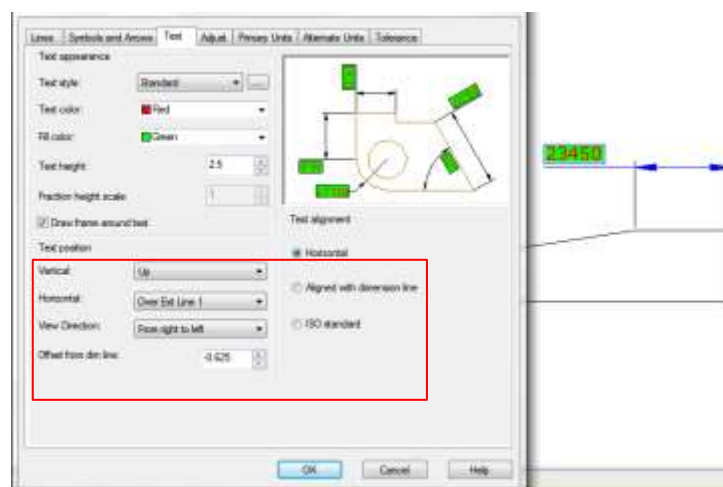 Lines Symbols and Arrows Text Adjust. Primary Units Alternate Units Tolerance
Text appearance
Text style: Standard ...
Text color: Red
Fill color: Green
Text height: 2.5
Fraction height scale: 1
Draw frame around text
Text position
Vertical: Up
Horizontal: Over Ext Line 1
View Direction: From right to left
Offset from dim line: -0.625
Text alignment
Horizontal
Aligned with dimension line
ISO standard
OK Cancel Help
23450